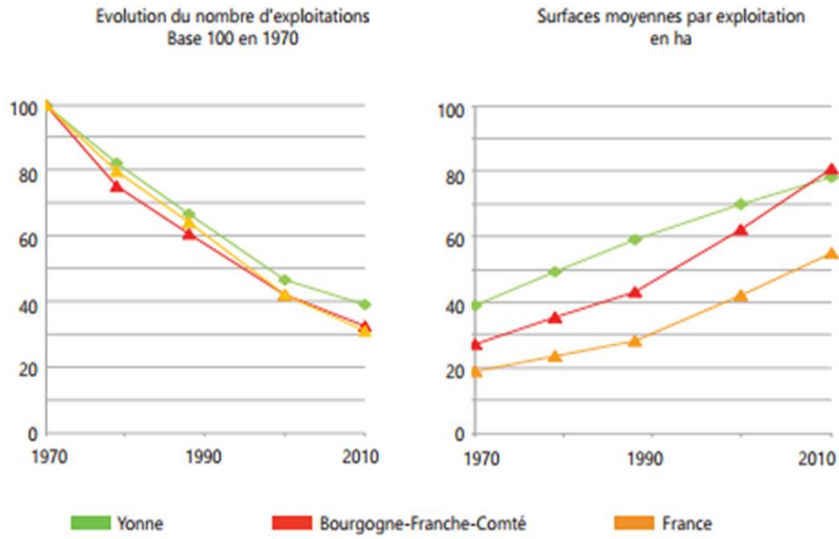 Evolution du nombre d'exploitations
Base 100 en 1970
100
80
60
40
20
0
1970
1990
2010
Surfaces moyennes par exploitation
en ha
100
80
60
40
20
0
1970
1990
2010
Yonne
Bourgogne-Franche-Comté
France